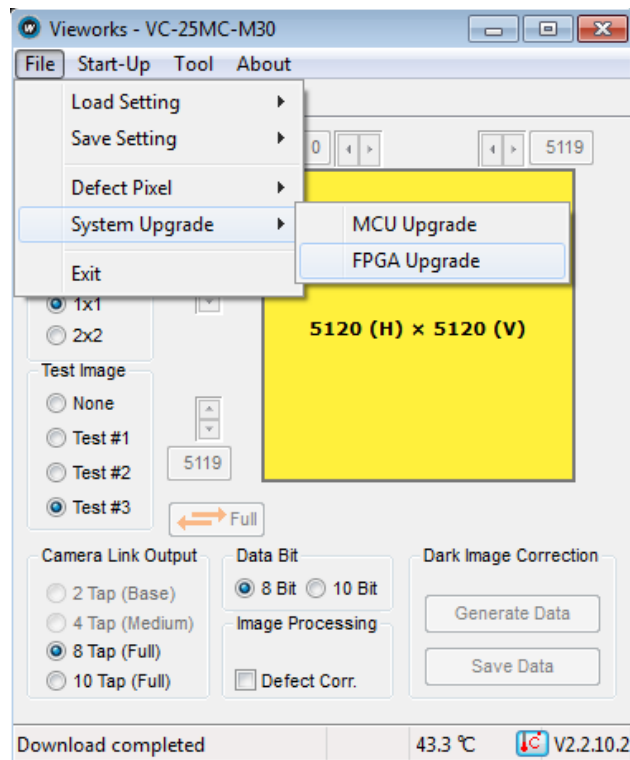 Vieworks - VC-25MC-M30
File Start-Up Tool About
Load Setting
Save Setting
Defect Pixel
System Upgrade
Exit
MCU Upgrade
FPGA Upgrade
0
5119
1x1
2x2
5120 (H) × 5120 (V)
Test Image
None
Test #1
Test #2
Test #3
5119
Full
Camera Link Output
2 Tap (Base)
4 Tap (Medium)
8 Tap (Full)
10 Tap (Full)
Data Bit
8 Bit 10 Bit
Image Processing
Defect Corr.
Dark Image Correction
Generate Data
Save Data
Download completed 43.3 ℃ V2.2.10.2